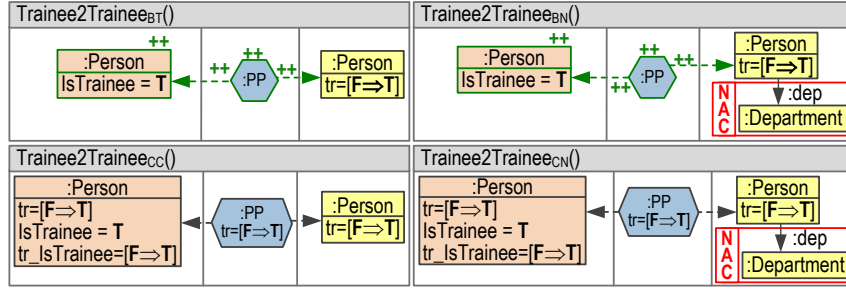 Trainee2TraineeBT()
++
:Person
IsTrainee = T
++
++
++
:PP
:Person
tr=[F⇒T]
Trainee2TraineeBN()
++
:Person
IsTrainee = T
++
++
++
:PP
:Person
tr=[F⇒T]
:dep
NAC
:Department
Trainee2TraineeCC()
:Person
tr=[F⇒T]
IsTrainee = T
tr_IsTrainee=[F⇒T]
:PP
tr=[F⇒T]
:Person
tr=[F⇒T]
Trainee2TraineeCN()
:Person
tr=[F⇒T]
IsTrainee = T
tr_IsTrainee=[F⇒T]
:PP
tr=[F⇒T]
:Person
tr=[F⇒T]
:dep
NAC
:Department